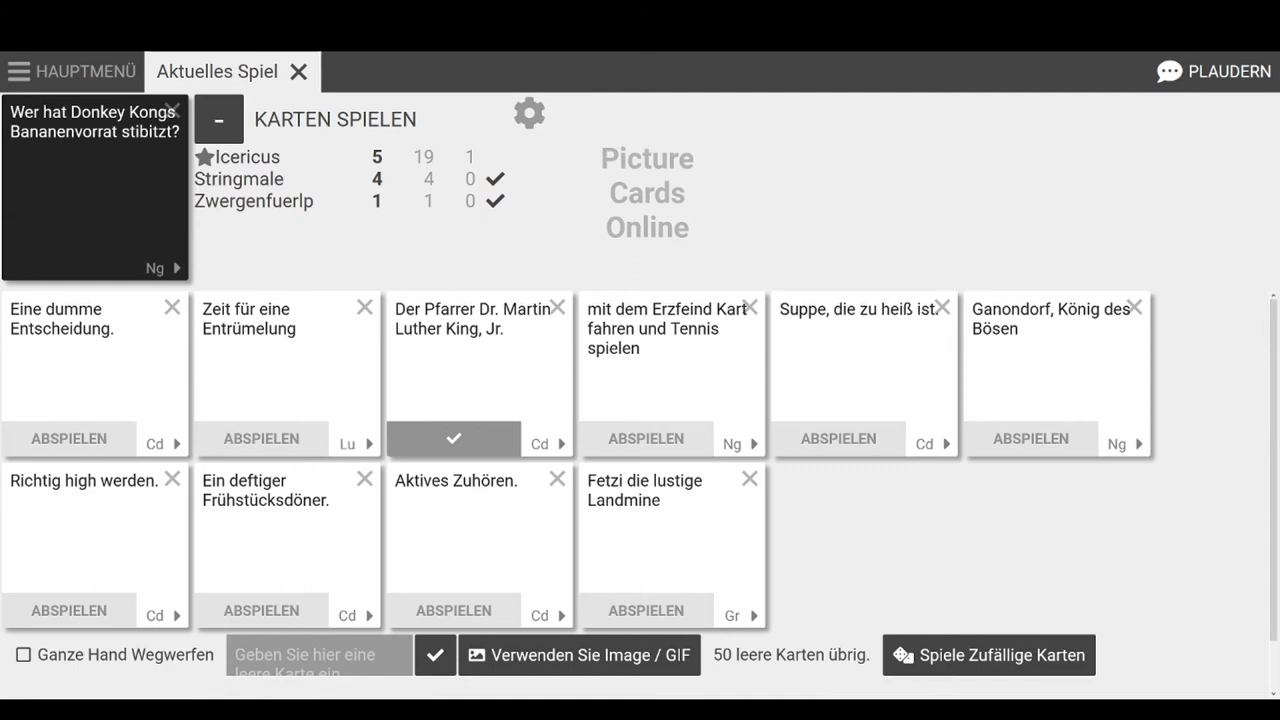 HAUPTMENÜ
Aktuelles Spiel
PLAUDERN
Wer hat Donkey Kongs
Bananenvorrat stibitzt?
Ng
-
KARTEN SPIELEN
Icericus 5 19 1
Stringmale 4 4 0
Zwergenfuerlp 1 1 0
Picture
Cards
Online
Eine dumme
Entscheidung.
ABSPIELEN
Cd
Zeit für eine
Entrümelung
ABSPIELEN
Lu
Der Pfarrer Dr. Martin
Luther King, Jr.
Cd
mit dem Erzfeind Kart
fahren und Tennis
spielen
ABSPIELEN
Ng
Suppe, die zu heiß ist.
ABSPIELEN
Cd
Ganondorf, König des
Bösen
ABSPIELEN
Ng
Richtig high werden.
ABSPIELEN
Cd
Ein deftiger
Frühstücksdöner.
ABSPIELEN
Cd
Aktives Zuhören.
ABSPIELEN
Cd
Fetzi die lustige
Landmine
ABSPIELEN
Gr
Ganze Hand Wegwerfen
Geben Sie hier eine
leere Karte ein
Verwenden Sie Image / GIF
50 leere Karten übrig.
Spiele Zufällige Karten